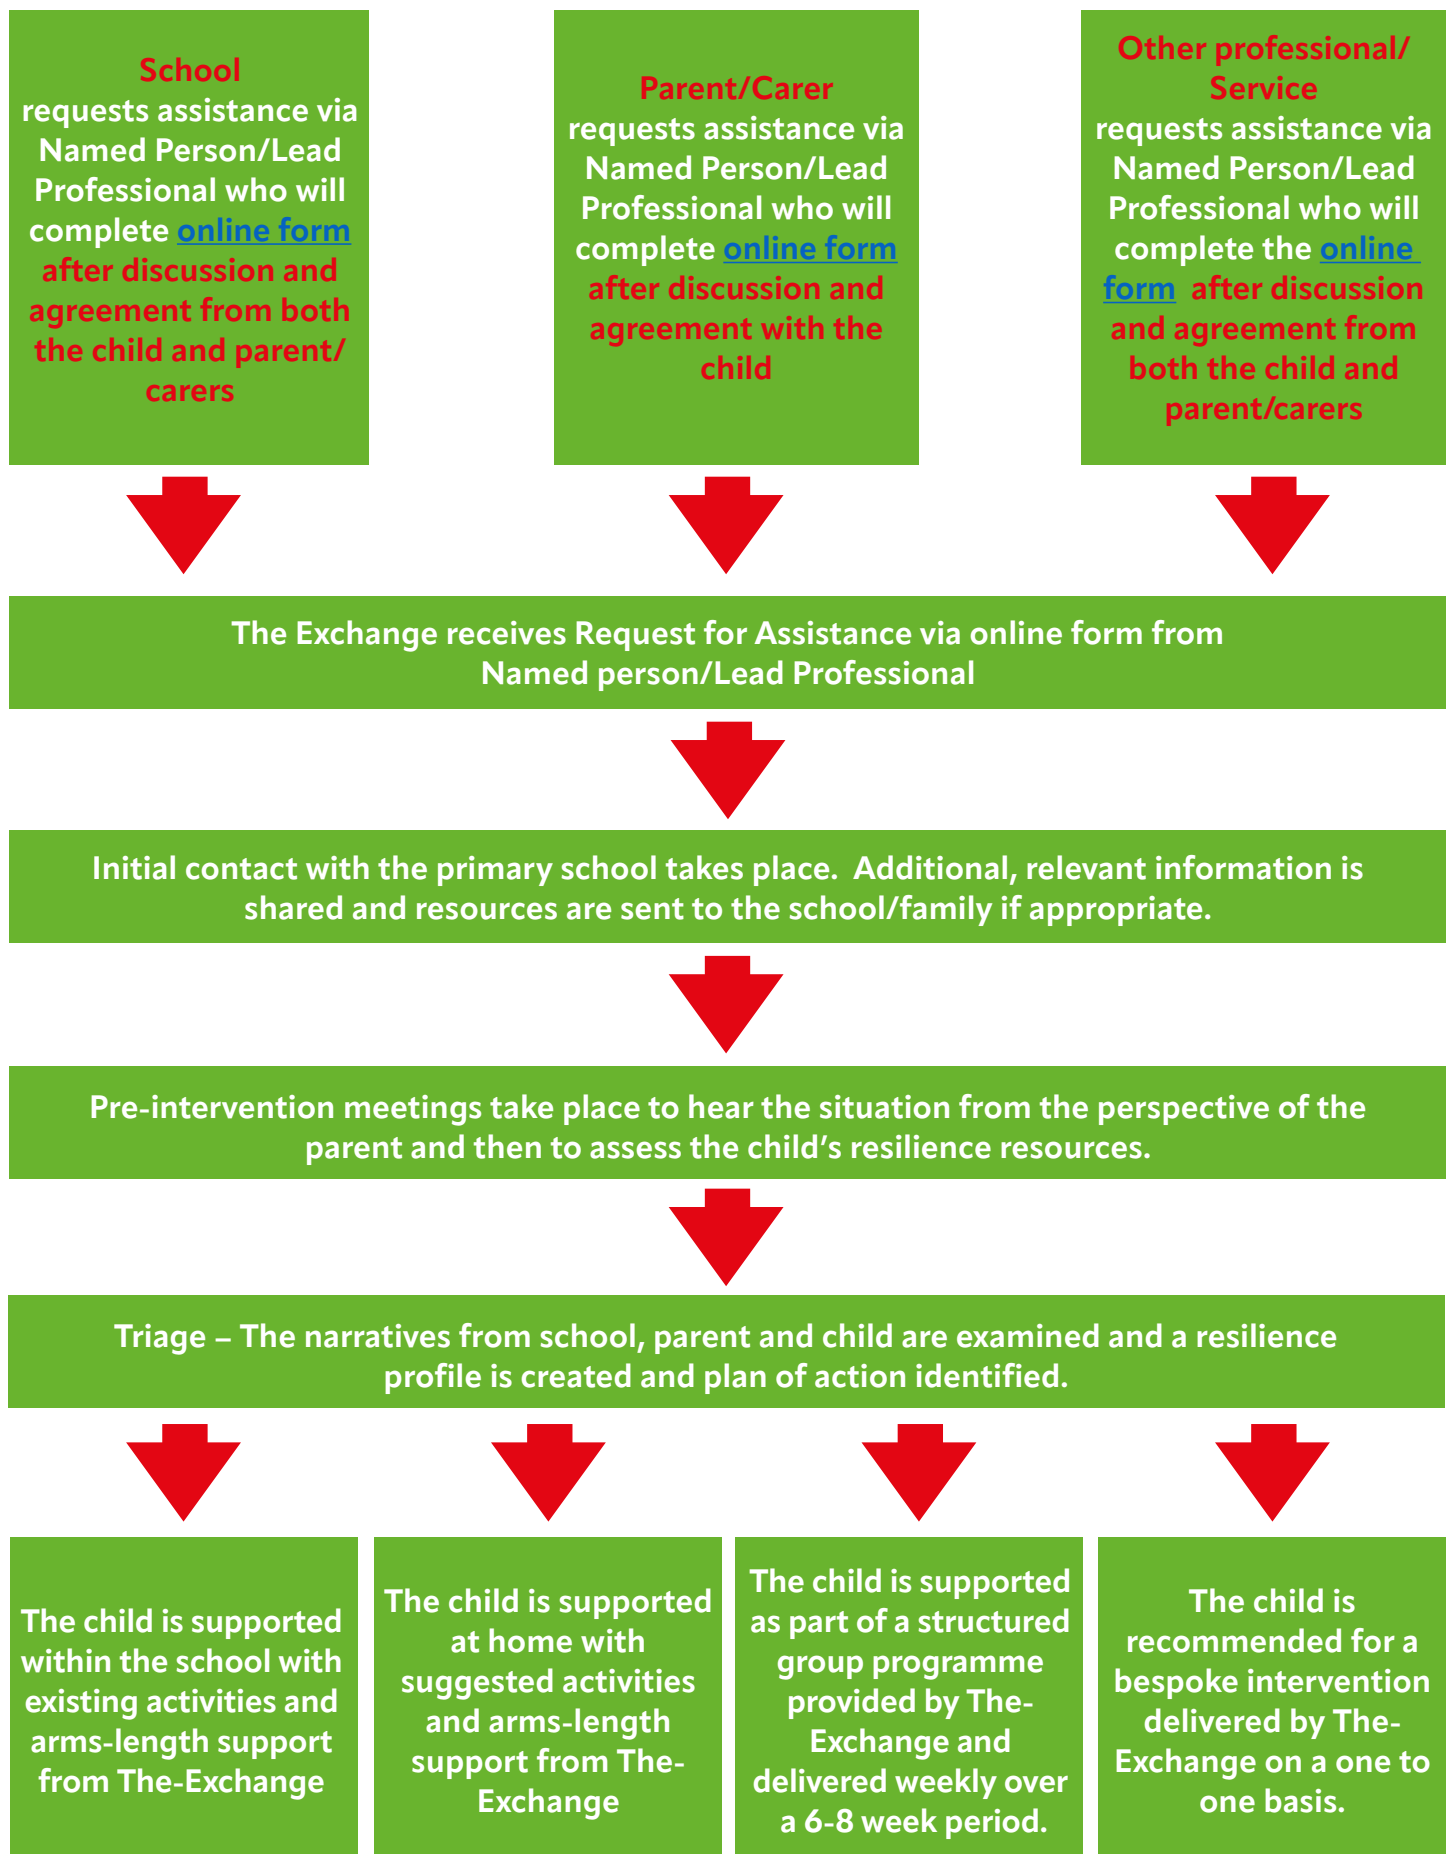 School
requests assistance via
Named Person/Lead
Professional who will
complete online form
after discussion and
agreement from both
the child and parent/
carers
Parent/Carer
requests assistance via
Named Person/Lead
Professional who will
complete online form
after discussion and
agreement with the
child
Other professional/
Service
requests assistance via
Named Person/Lead
Professional who will
complete the online
form after discussion
and agreement from
both the child and
parent/carers
The Exchange receives Request for Assistance via online form from
Named person/Lead Professional
Initial contact with the primary school takes place. Additional, relevant information is
shared and resources are sent to the school/family if appropriate.
Pre-intervention meetings take place to hear the situation from the perspective of the
parent and then to assess the child’s resilience resources.
Triage – The narratives from school, parent and child are examined and a resilience
profile is created and plan of action identified.
The child is supported
within the school with
existing activities and
arms-length support
from The-Exchange
The child is supported
at home with
suggested activities
and arms-length
support from The-
Exchange
The child is supported
as part of a structured
group programme
provided by The-
Exchange and
delivered weekly over
a 6-8 week period.
The child is
recommended for a
bespoke intervention
delivered by The-
Exchange on a one to
one basis.